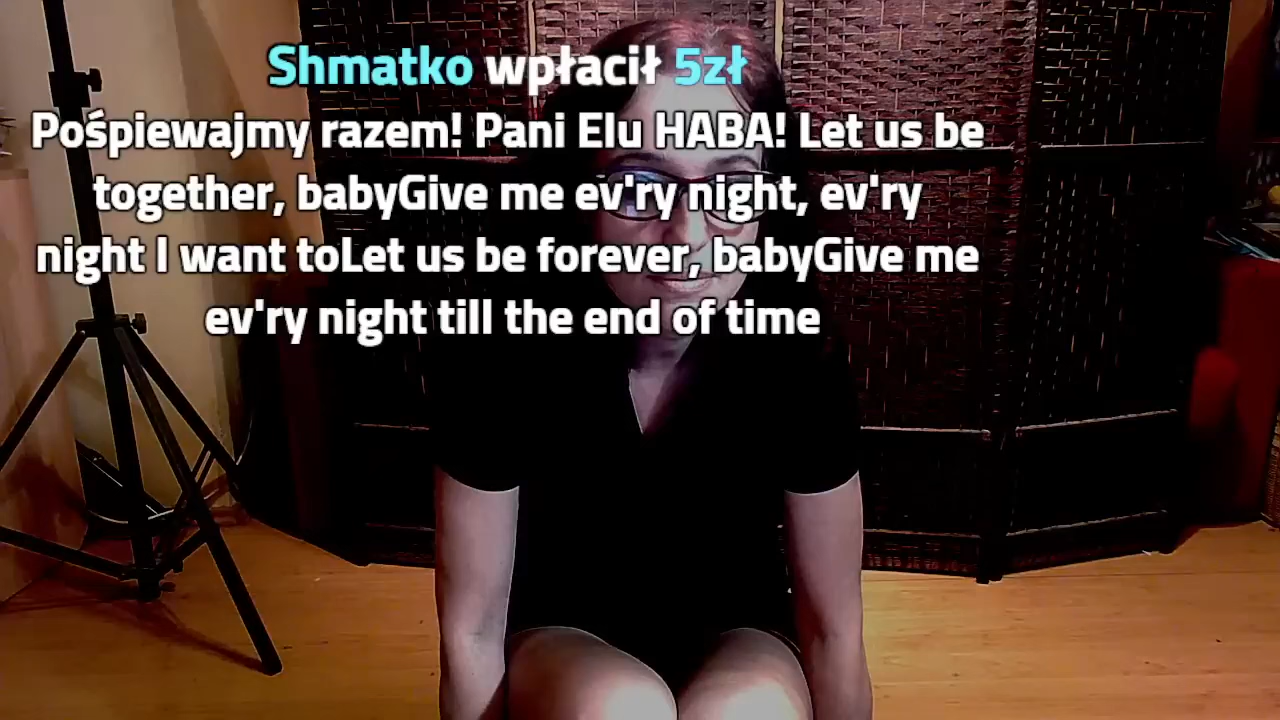 Shmatko wpłacił 5zł
Pośpiewajmy razem! Pani Elu HABA! Let us be
together, babyGive me ev'ry night, ev'ry
night I want toLet us be forever, babyGive me
ev'ry night till the end of time